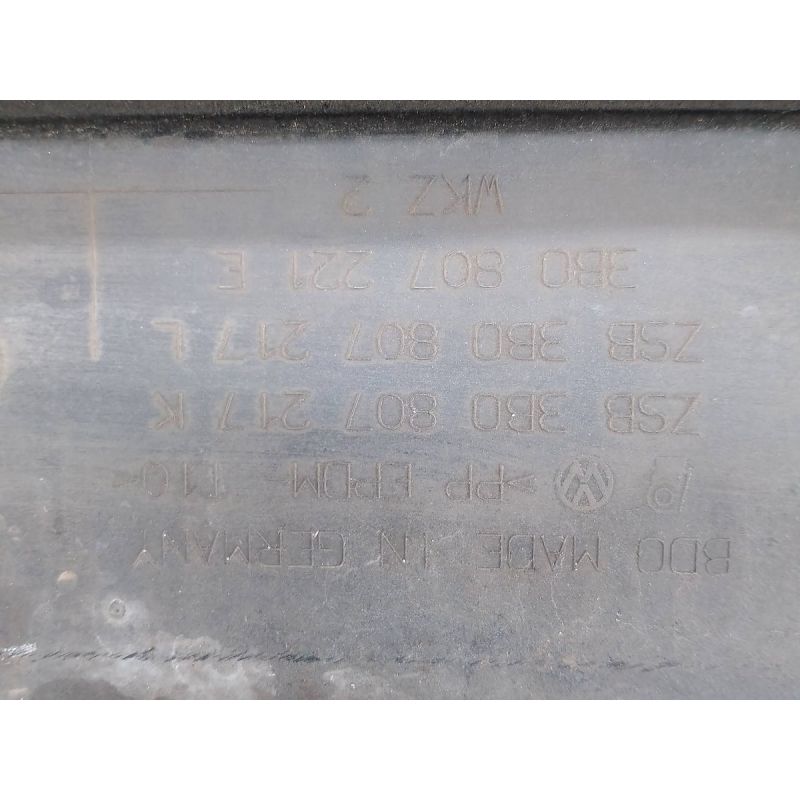 BDO MADE IN GERMANY
>PP EPDM T10<
ZSB 3B0 807 217 K
ZSB 3B0 807 217 L
3B0 807 221 E
WKZ 2